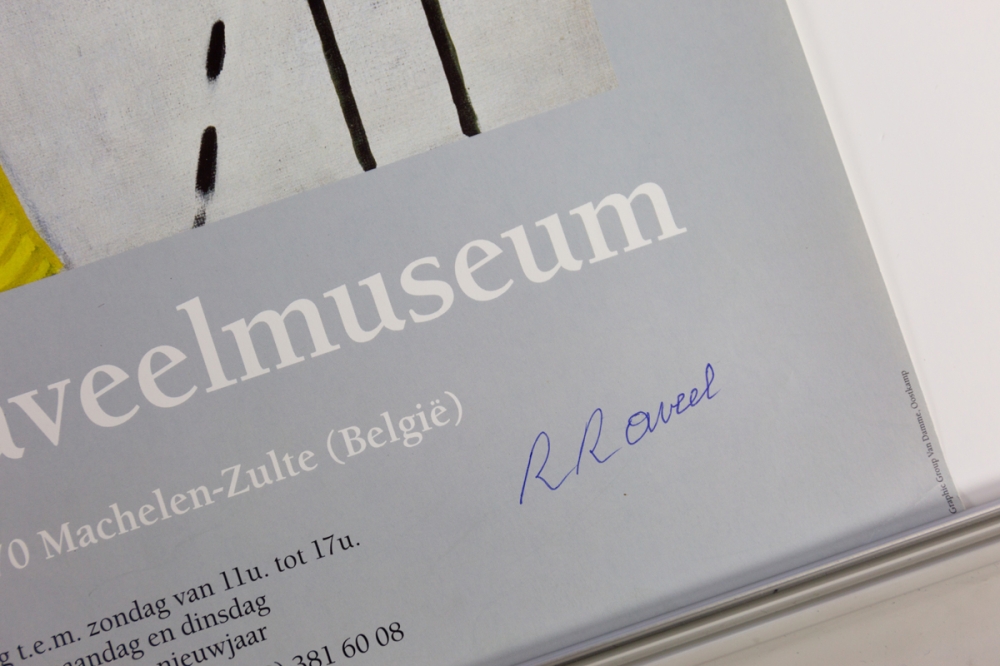 aveelmuseum
70 Machelen-Zulte (België)
R Raveel
g t.e.m. zondag van 11u. tot 17u.
aandag en dinsdag
nieuwjaar
) 381 60 08
Graphic Group Van Damme, Oostkamp